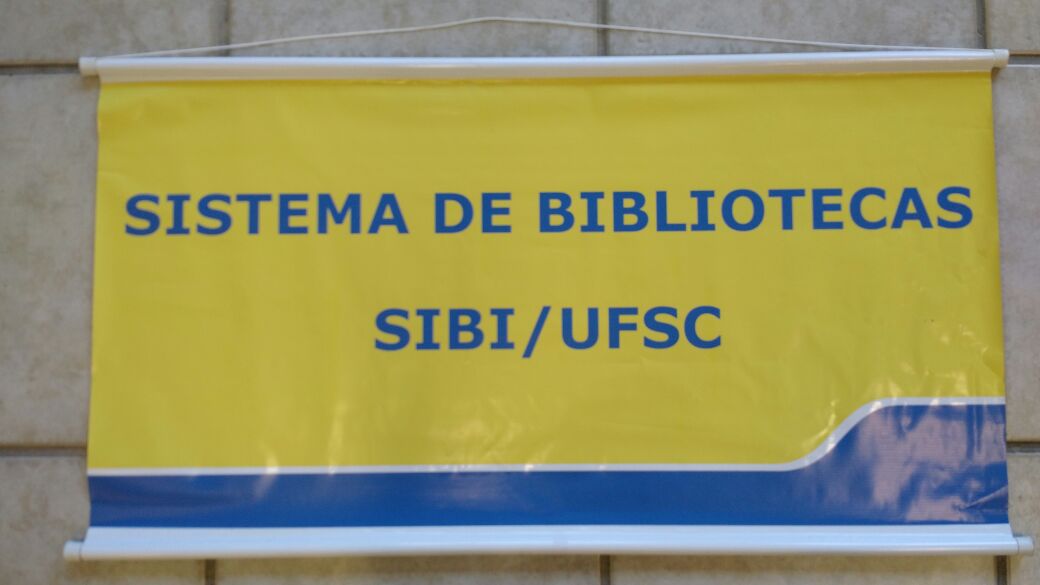 SISTEMA DE BIBLIOTECAS
SIBI/UFSC